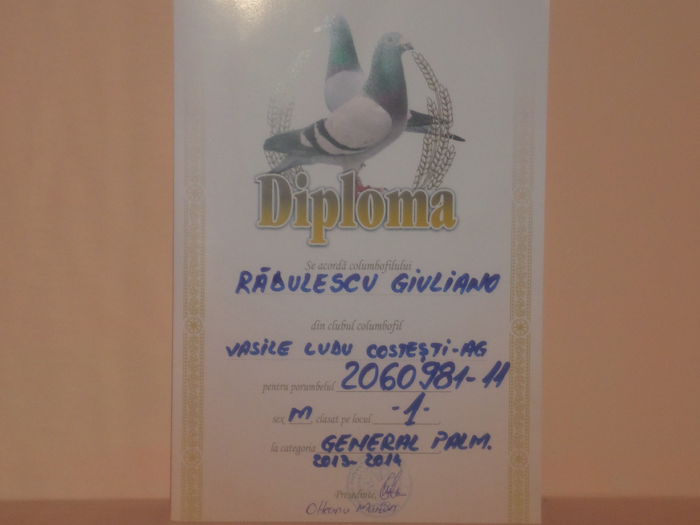 Diploma
Se acordă columbofilului
RĂDULESCU GIULIANO
din clubul columbofil
VASILE LUDU COSTEȘTI-AG
pentru porumbelul 2060981-11
sex M, clasat pe locul -1-
la categoria GENERAL PALM.
2013-2014
Președinte,